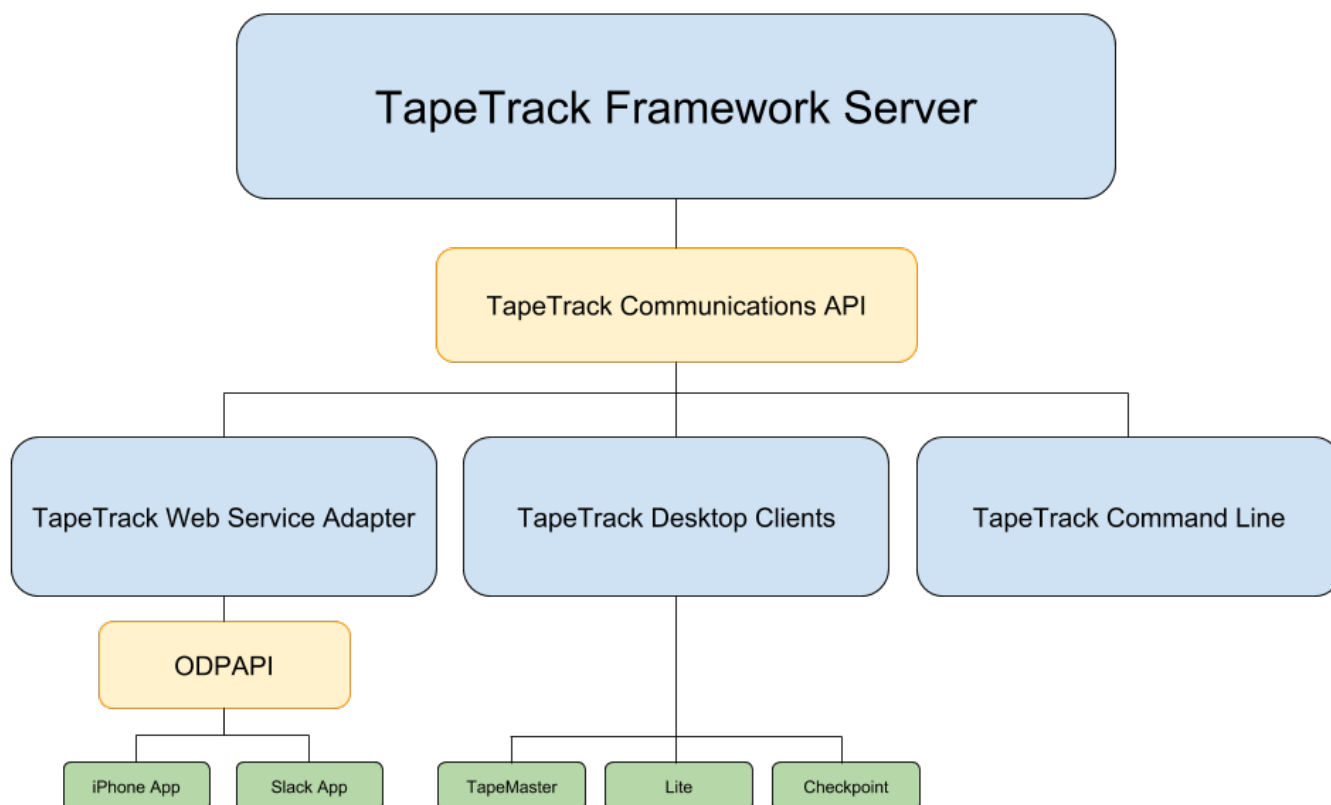 TapeTrack Framework Server
TapeTrack Communications API
TapeTrack Web Service Adapter
TapeTrack Desktop Clients
TapeTrack Command Line
ODPAPI
iPhone App
Slack App
TapeMaster
Lite
Checkpoint